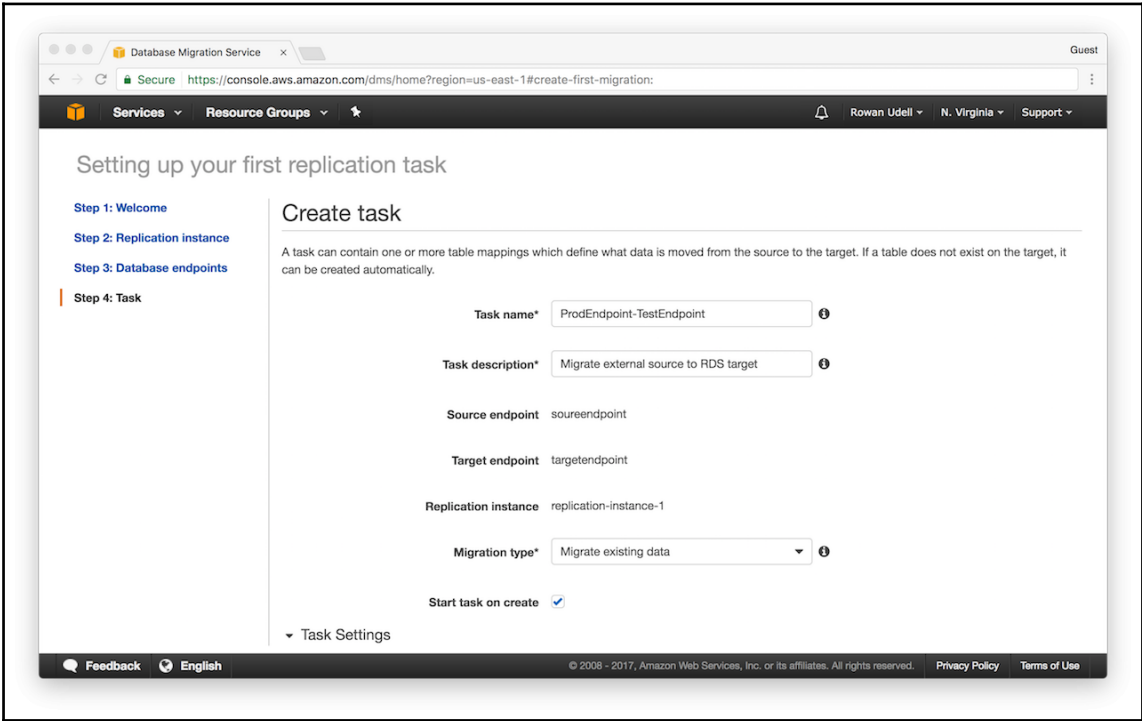 Database Migration Service
Guest
Secure https://console.aws.amazon.com/dms/home?region=us-east-1#create-first-migration:
Services Resource Groups Rowan Udell N. Virginia Support
Setting up your first replication task
Step 1: Welcome
Step 2: Replication instance
Step 3: Database endpoints
Step 4: Task
Create task
A task can contain one or more table mappings which define what data is moved from the source to the target. If a table does not exist on the target, it
can be created automatically.
Task name* ProdEndpoint-TestEndpoint
Task description* Migrate external source to RDS target
Source endpoint soureendpoint
Target endpoint targetendpoint
Replication instance replication-instance-1
Migration type* Migrate existing data
Start task on create
Task Settings
Feedback English © 2008 - 2017, Amazon Web Services, Inc. or its affiliates. All rights reserved. Privacy Policy Terms of Use